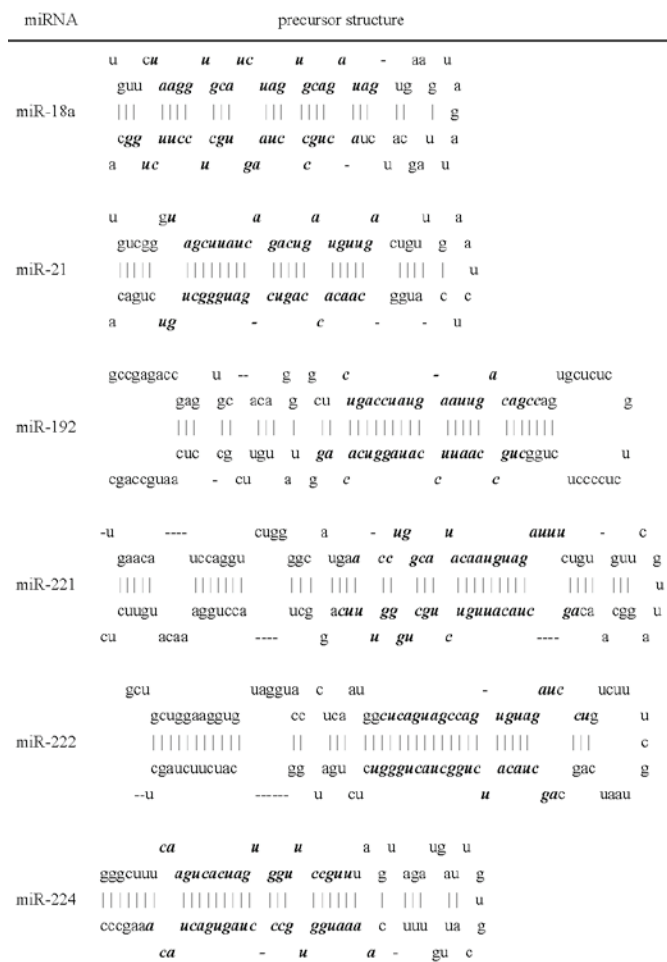 miRNA precursor structure
u cu u uc u a - aa u
guu aagg gca uag gcag uag ug g a
miR-18a ||| |||| ||| ||| |||| ||| || | g
cgg uucc cgu auc cguc auc ac u a
a uc u ga c - u ga u
u gu a a a u a
gucgg agcuuauc gacug uguug cugu g a
miR-21 ||||| |||||||| ||||| ||||| |||| | u
caguc ucggguag cugac acaac ggua c c
a ug - c - - u
gccgagacc u -- g g c - a ugcucuc
gag gc aca g cu ugaccuaug aauug cagccag g
miR-192 ||| || ||| | || ||||||||| ||||| |||||||
cuc cg ugu u ga acuggauac uuaac gucgguc u
cgaccguaa - cu a g c c c uccccuc
-u ---- cugg a - ug u auuu - c
gaaca uccaggu ggc ugaa cc gca acaauguag cugu guu g
miR-221 ||||| ||||||| ||| |||| || ||| ||||||||| |||| ||| u
cuugu aggucca ucg acuu gg cgu uguuacauc gaca cgg u
cu acaa ---- g u gu c ---- a a
gcu uaggua c au - auc ucuu
gcuggaaggug cc uca ggcucaguagccag uguag cug u
miR-222 ||||||||||| || ||| |||||||||||||| ||||| ||| c
cgaucuucuac gg agu cugggucaucgguc acauc gac g
--u ------ u cu u gac uaau
ca u u a u ug u
gggcuuu agucacuag ggu ccguuu g aga au g
miR-224 ||||||| ||||||||| ||| |||||| | ||| || u
cccgaaa ucagugauc ccg gguaaa c uuu ua g
ca - u a - gu c